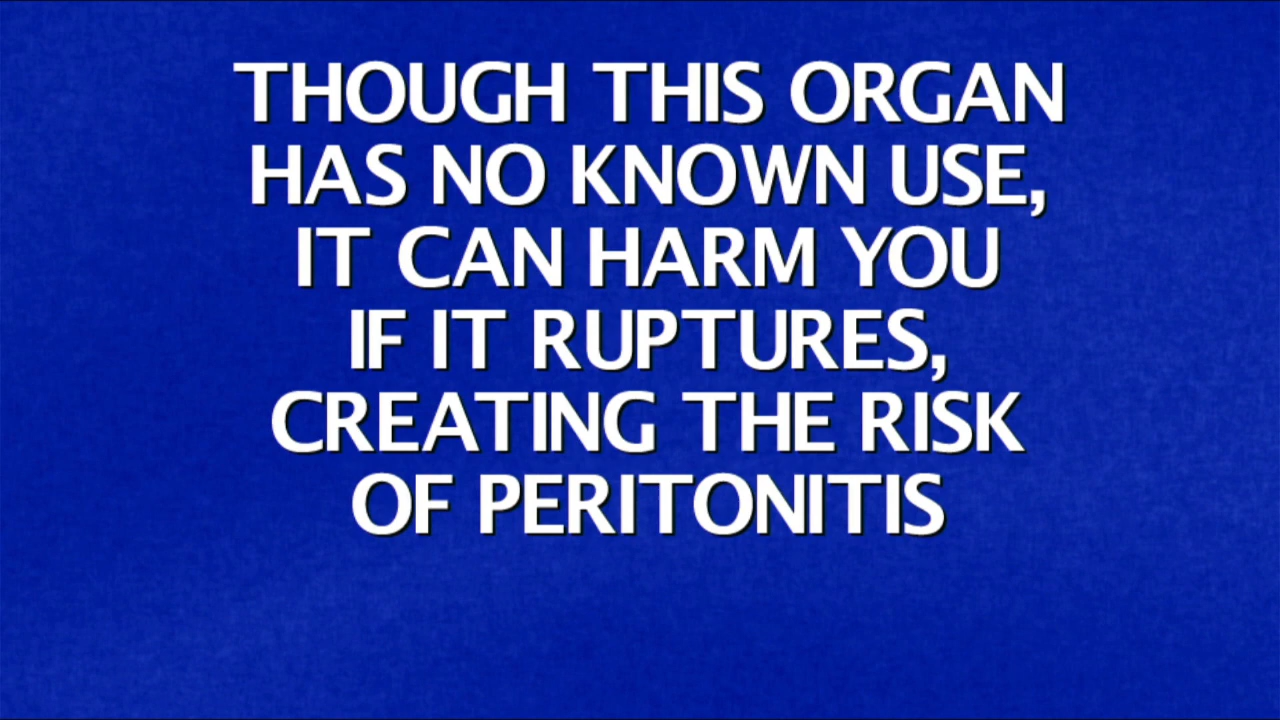 THOUGH THIS ORGAN
HAS NO KNOWN USE,
IT CAN HARM YOU
IF IT RUPTURES,
CREATING THE RISK
OF PERITONITIS